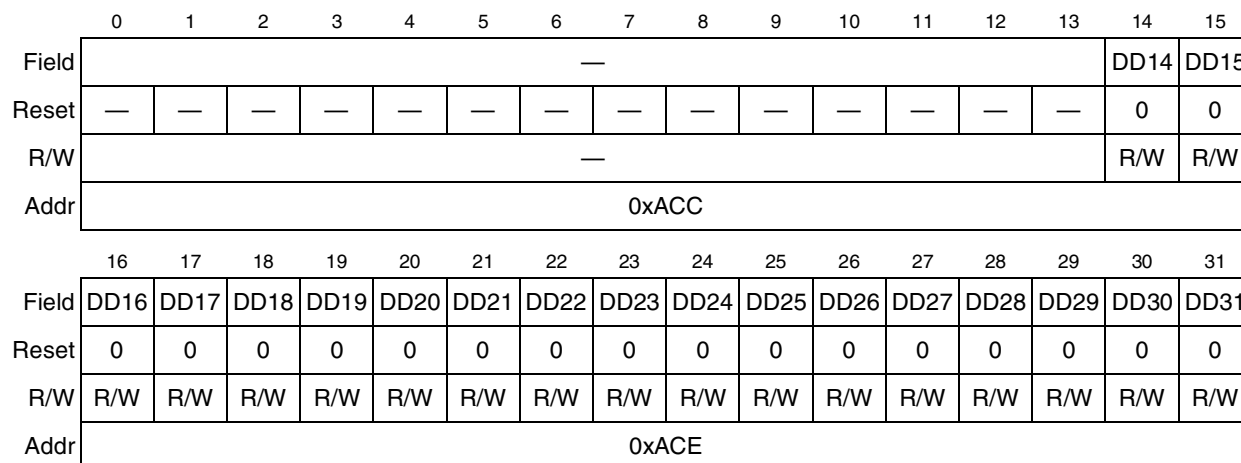 0 1 2 3 4 5 6 7 8 9 10 11 12 13 14 15
Field — DD14 DD15
Reset — — — — — — — — — — — — — — 0 0
R/W — R/W R/W
Addr 0xACC
16 17 18 19 20 21 22 23 24 25 26 27 28 29 30 31
Field DD16 DD17 DD18 DD19 DD20 DD21 DD22 DD23 DD24 DD25 DD26 DD27 DD28 DD29 DD30 DD31
Reset 0 0 0 0 0 0 0 0 0 0 0 0 0 0 0 0
R/W R/W R/W R/W R/W R/W R/W R/W R/W R/W R/W R/W R/W R/W R/W R/W R/W
Addr 0xACE